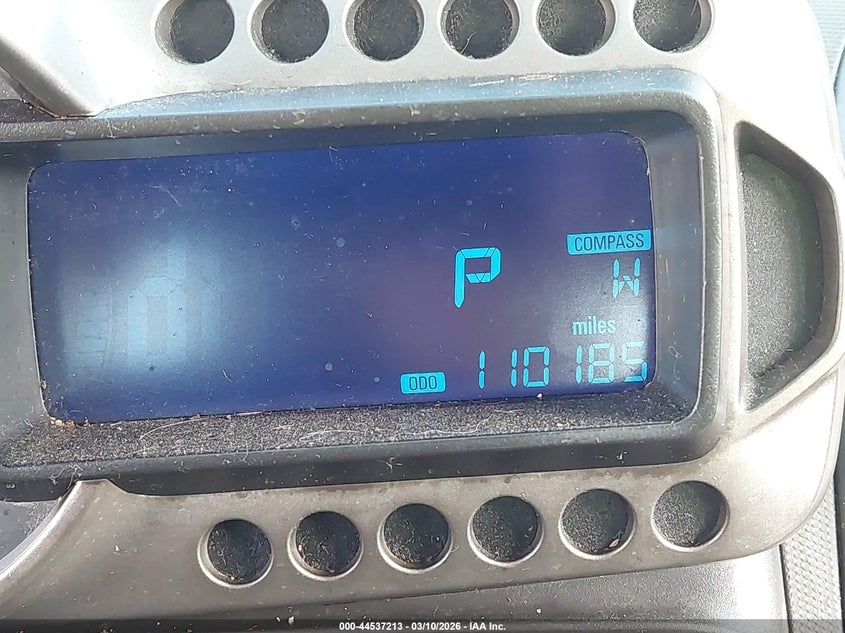 COMPASS
P W
miles
ODO 110185
000-44537213 - 03/10/2026 - IAA Inc.